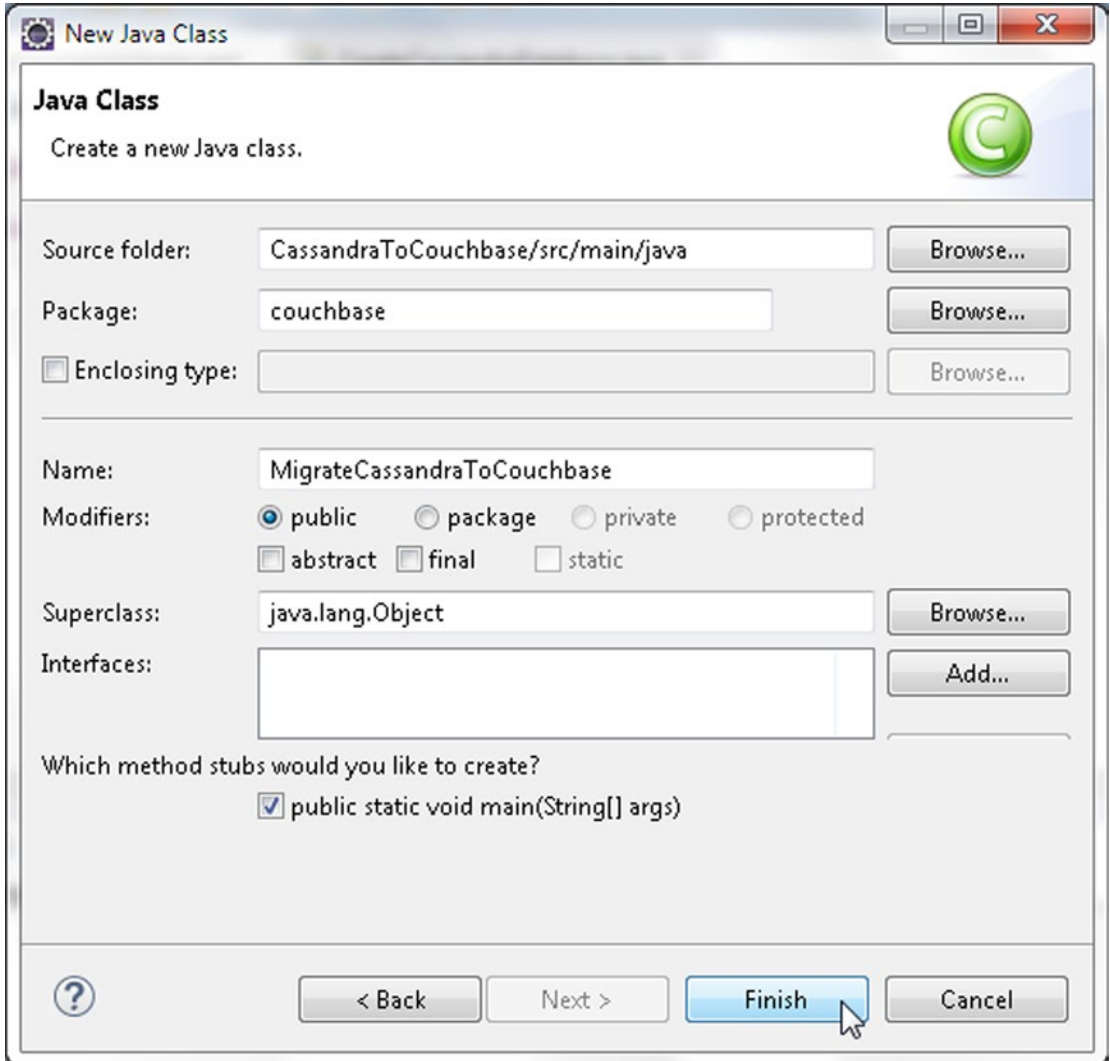 New Java Class
Java Class
Create a new Java class.
C
Source folder: CassandraToCouchbase/src/main/java Browse...
Package: couchbase Browse...
Enclosing type: Browse...
Name: MigrateCassandraToCouchbase
Modifiers: public package private protected
abstract final static
Superclass: java.lang.Object Browse...
Interfaces: Add...
Which method stubs would you like to create?
public static void main(String[] args)
? < Back Next > Finish Cancel